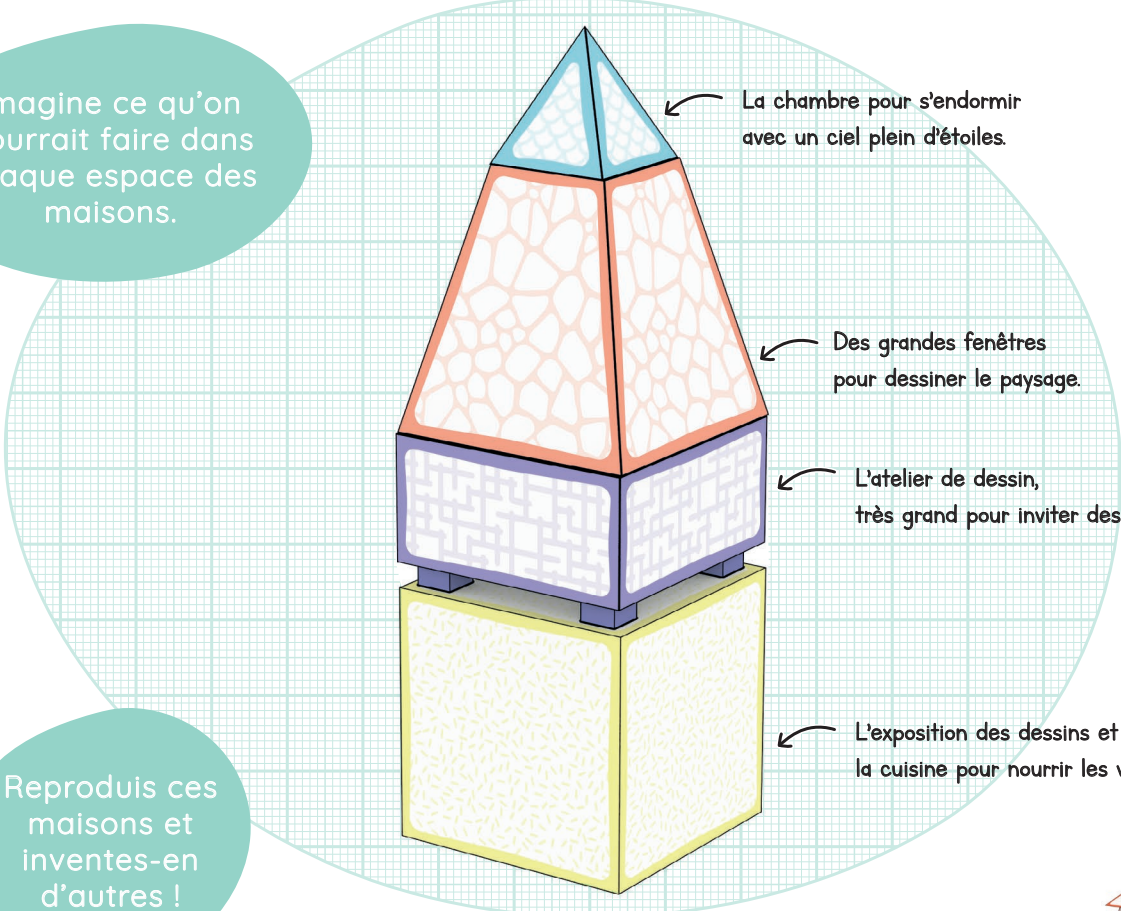 magine ce qu'on
ourrait faire dans
aque espace des
maisons.
La chambre pour s'endormir
avec un ciel plein d'étoiles.
Des grandes fenêtres
pour dessiner le paysage.
L'atelier de dessin,
très grand pour inviter des
L'exposition des dessins et
la cuisine pour nourrir les v
Reproduis ces
maisons et
inventes-en
d'autres !